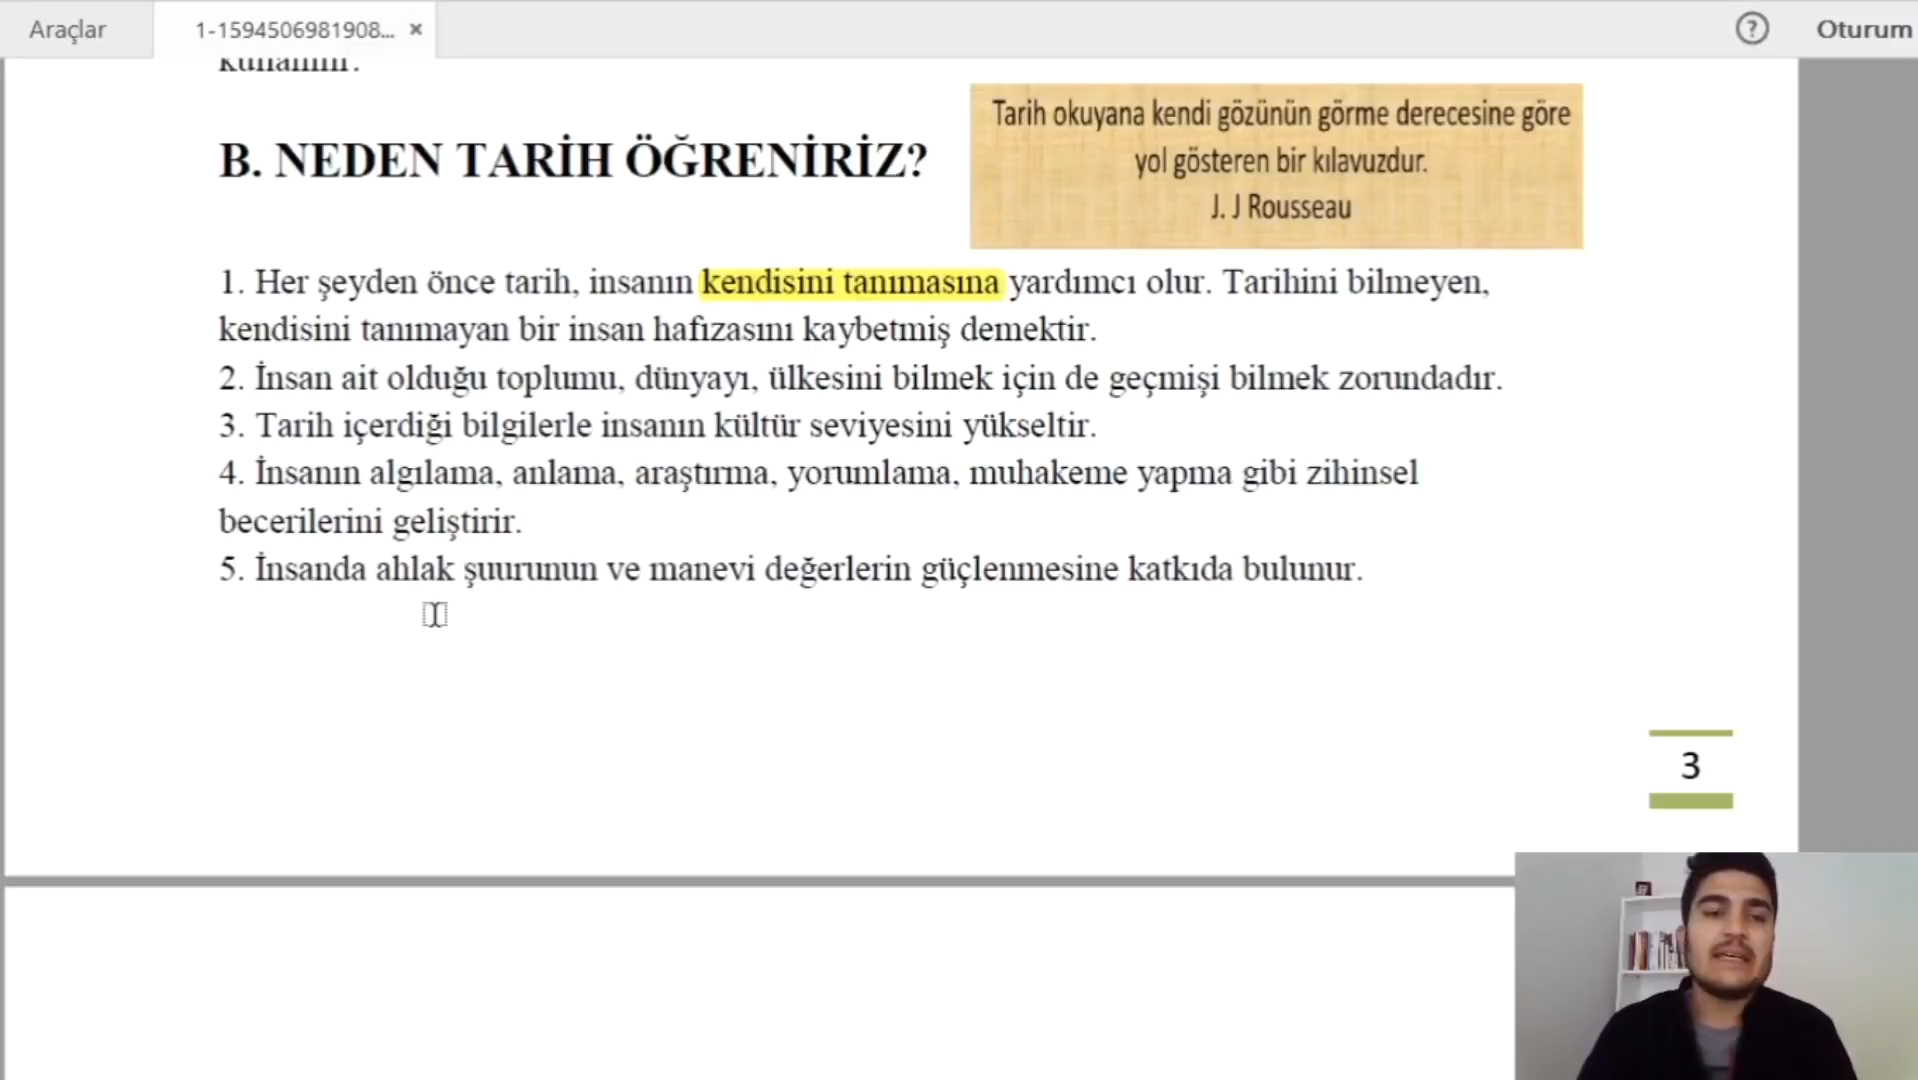 Araçlar
1-1594506981908...
Oturum
kullanılır.
Tarih okuyana kendi gözünün görme derecesine göre
yol gösteren bir kılavuzdur.
J. J Rousseau
B. NEDEN TARİH ÖĞRENİRİZ?
1. Her şeyden önce tarih, insanın kendisini tanımasına yardımcı olur. Tarihini bilmeyen,
kendisini tanımayan bir insan hafızasını kaybetmiş demektir.
2. İnsan ait olduğu toplumu, dünyayı, ülkesini bilmek için de geçmişi bilmek zorundadır.
3. Tarih içerdiği bilgilerle insanın kültür seviyesini yükseltir.
4. İnsanın algılama, anlama, araştırma, yorumlama, muhakeme yapma gibi zihinsel
becerilerini geliştirir.
5. İnsanda ahlak şuurunun ve manevi değerlerin güçlenmesine katkıda bulunur.
3